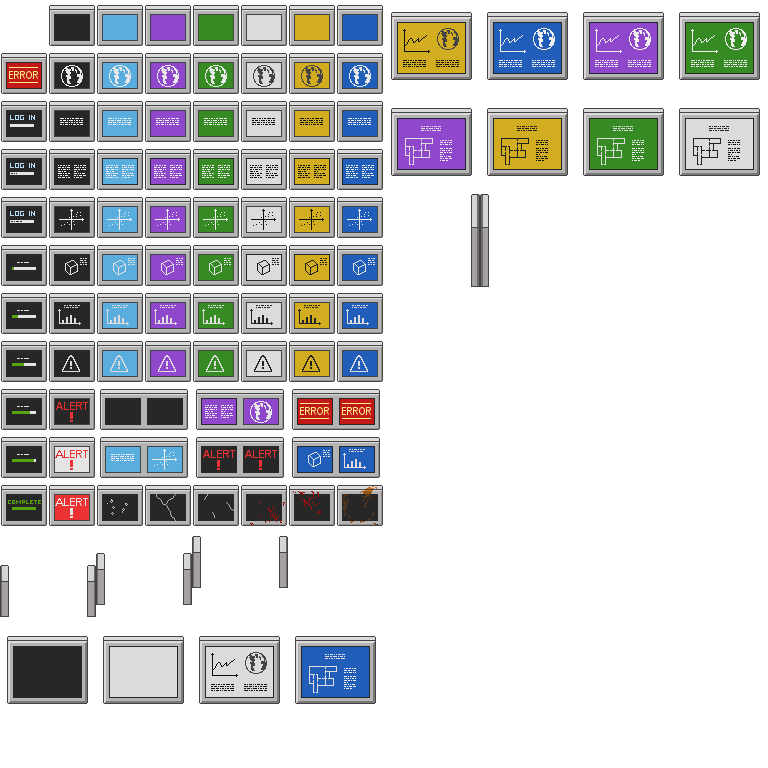 ERROR
LOG IN
LOG IN
LOG IN
ALERT
!
ERROR ERROR
ALERT
!
ALERT ALERT
! !
COMPLETE
ALERT
!